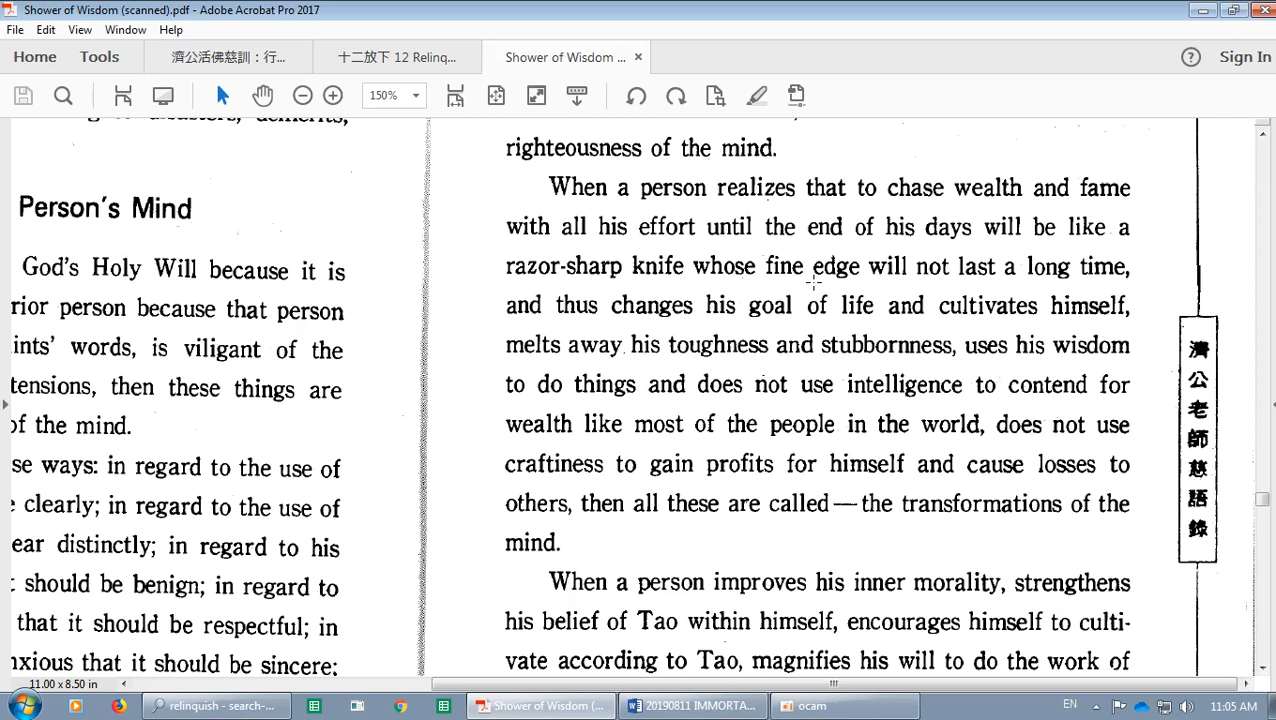 Shower of Wisdom (scanned).pdf - Adobe Acrobat Pro 2017
File Edit View Window Help
Home Tools 濟公活佛慈訓：行... 十二放下 12 Relinq... Shower of Wisdom ... × Sign In
150%
to disasters, demerits,
Person's Mind
God's Holy Will because it is
rior person because that person
ints' words, is viligant of the
tensions, then these things are
of the mind.
se ways: in regard to the use of
e clearly; in regard to the use of
ear distinctly; in regard to his
t should be benign; in regard to
that it should be respectful; in
nxious that it should be sincere;
righteousness of the mind.
When a person realizes that to chase wealth and fame
with all his effort until the end of his days will be like a
razor-sharp knife whose fine edge will not last a long time,
and thus changes his goal of life and cultivates himself,
melts away his toughness and stubbornness, uses his wisdom
to do things and does not use intelligence to contend for
wealth like most of the people in the world, does not use
craftiness to gain profits for himself and cause losses to
others, then all these are called—the transformations of the
mind.
When a person improves his inner morality, strengthens
his belief of Tao within himself, encourages himself to culti-
vate according to Tao, magnifies his will to do the work of
濟公老師慈語錄
11.00 x 8.50 in
relinquish - search-... Shower of Wisdom (... 20190811 IMMORTA... ocam EN 11:05 AM